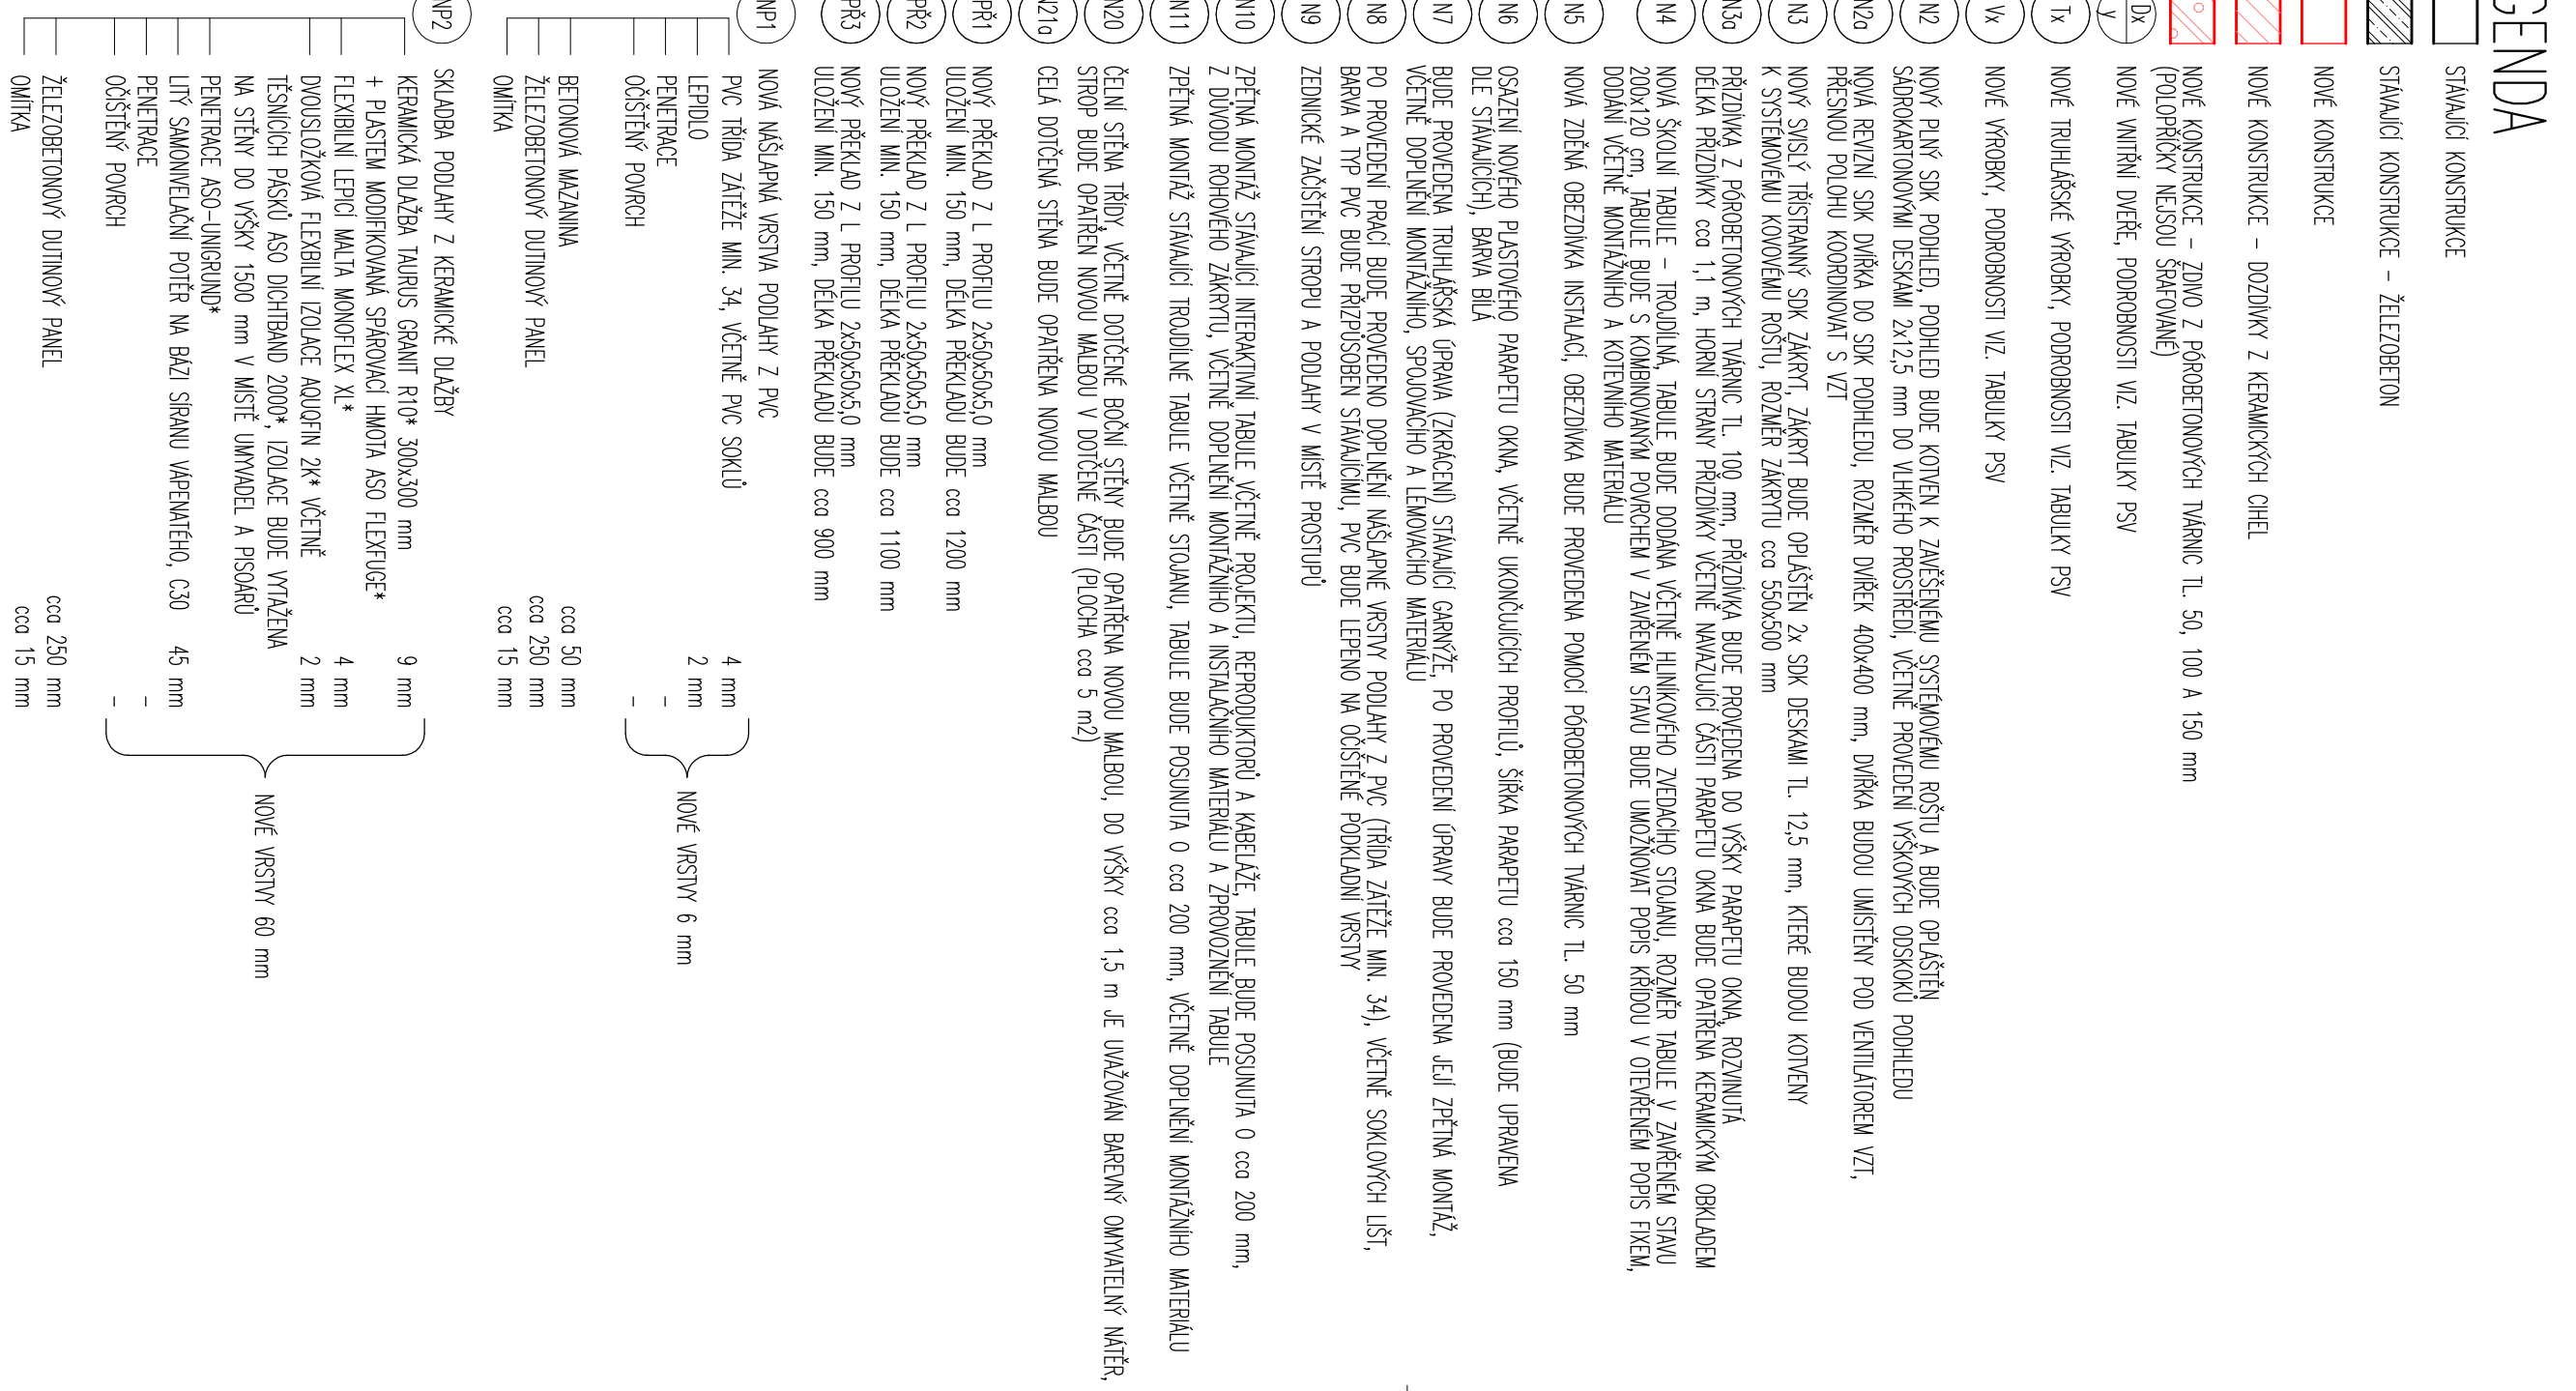 GENDA
STÁVAJÍCÍ KONSTRUKCE
STÁVAJÍCÍ KONSTRUKCE – ŽELEZOBETON
NOVÉ KONSTRUKCE
NOVÉ KONSTRUKCE – DOZDÍVKY Z KERAMICKÝCH CIHEL
NOVÉ KONSTRUKCE – ZDIVO Z PÓROBETONOVÝCH TVÁRNIC TL. 50, 100 A 150 mm
(POLOPŘÍČKY NEJSOU ŠRAFOVANÉ)
Dx
y
NOVÉ VNITŘNÍ DVEŘE, PODROBNOSTI VIZ. TABULKY PSV
Tx
NOVÉ TRUHLÁŘSKÉ VÝROBKY, PODROBNOSTI VIZ. TABULKY PSV
Vx
NOVÉ VÝROBKY, PODROBNOSTI VIZ. TABULKY PSV
N2
NOVÝ PLNÝ SDK PODHLED, PODHLED BUDE KOTVEN K ZAVĚŠENÉMU SYSTÉMOVÉMU ROŠTU A BUDE OPLÁŠTĚN
SÁDROKARTONOVÝMI DESKAMI 2x12,5 mm DO VLHKÉHO PROSTŘEDÍ, VČETNĚ PROVEDENÍ VÝŠKOVÝCH ODSKOKŮ PODHLEDU
N2a
NOVÁ REVIZNÍ SDK DVÍŘKA DO SDK PODHLEDU, ROZMĚR DVÍŘEK 400x400 mm, DVÍŘKA BUDOU UMÍSTĚNY POD VENTILÁTOREM VZT,
PŘESNOU POLOHU KOORDINOVAT S VZT
N3
NOVÝ SVISLÝ TŘÍSTRANNÝ SDK ZÁKRYT, ZÁKRYT BUDE OPLÁŠTĚN 2x SDK DESKAMI TL. 12,5 mm, KTERÉ BUDOU KOTVENY
K SYSTÉMOVÉMU KOVOVÉMU ROŠTU, ROZMĚR ZÁKRYTU cca 550x500 mm
N3a
PŘIZDÍVKA Z PÓROBETONOVÝCH TVÁRNIC TL. 100 mm, PŘIZDÍVKA BUDE PROVEDENA DO VÝŠKY PARAPETU OKNA, ROZVINUTÁ
DÉLKA PŘIZDÍVKY cca 1,1 m, HORNÍ STRANY PŘIZDÍVKY VČETNĚ NAVAZUJÍCÍ ČÁSTI PARAPETU OKNA BUDE OPATŘENA KERAMICKÝM OBKLADEM
N4
NOVÁ ŠKOLNÍ TABULE – TROJDÍLNÁ, TABULE BUDE DODÁNA VČETNĚ HLINÍKOVÉHO ZVEDACÍHO STOJANU, ROZMĚR TABULE V ZAVŘENÉM STAVU
200x120 cm, TABULE BUDE S KOMBINOVANÝM POVRCHEM V ZAVŘENÉM STAVU BUDE UMOŽŇOVAT POPIS KŘÍDOU V OTEVŘENÉM POPIS FIXEM,
DODÁNÍ VČETNĚ MONTÁŽNÍHO A KOTEVNÍHO MATERIÁLU
N5
NOVÁ ZDĚNÁ OBEZDÍVKA INSTALACÍ, OBEZDÍVKA BUDE PROVEDENA POMOCÍ PÓROBETONOVÝCH TVÁRNIC TL. 50 mm
N6
OSAZENÍ NOVÉHO PLASTOVÉHO PARAPETU OKNA, VČETNĚ UKONČUJÍCÍCH PROFILŮ, ŠÍŘKA PARAPETU cca 150 mm (BUDE UPRAVENA
DLE STÁVAJÍCÍCH), BARVA BÍLÁ
N7
BUDE PROVEDENA TRUHLÁŘSKÁ ÚPRAVA (ZKRÁCENÍ) STÁVAJÍCÍ GARNÝŽE, PO PROVEDENÍ ÚPRAVY BUDE PROVEDENA JEJÍ ZPĚTNÁ MONTÁŽ,
VČETNĚ DOPLNĚNÍ MONTÁŽNÍHO, SPOJOVACÍHO A LEMOVACÍHO MATERIÁLU
N8
PO PROVEDENÍ PRACÍ BUDE PROVEDENO DOPLNĚNÍ NÁŠLAPNÉ VRSTVY PODLAHY Z PVC (TŘÍDA ZÁTĚŽE MIN. 34), VČETNĚ SOKLOVÝCH LIŠT,
BARVA A TYP PVC BUDE PŘIZPŮSOBEN STÁVAJÍCÍMU, PVC BUDE LEPENO NA OČIŠTĚNÉ PODKLADNÍ VRSTVY
N9
ZEDNICKÉ ZAČIŠTĚNÍ STROPU A PODLAHY V MÍSTĚ PROSTUPŮ
N10
ZPĚTNÁ MONTÁŽ STÁVAJÍCÍ INTERAKTIVNÍ TABULE VČETNĚ PROJEKTU, REPRODUKTORŮ A KABELÁŽE, TABULE BUDE POSUNUTA O cca 200 mm,
Z DŮVODU ROHOVÉHO ZÁKRYTU, VČETNĚ DOPLNĚNÍ MONTÁŽNÍHO A INSTALAČNÍHO MATERIÁLU A ZPROVOZNĚNÍ TABULE
N11
ZPĚTNÁ MONTÁŽ STÁVAJÍCÍ TROJDÍLNÉ TABULE VČETNĚ STOJANU, TABULE BUDE POSUNUTA O cca 200 mm, VČETNĚ DOPLNĚNÍ MONTÁŽNÍHO MATERIÁLU
N20
ČELNÍ STĚNA TŘÍDY, VČETNĚ DOTČENÉ BOČNÍ STĚNY BUDE OPATŘENA NOVOU MALBOU, DO VÝŠKY cca 1,5 m JE UVAŽOVÁN BAREVNÝ OMYVATELNÝ NÁTĚR,
STROP BUDE OPATŘEN NOVOU MALBOU V DOTČENÉ ČÁSTI (PLOCHA cca 5 m2)
N21a
CELÁ DOTČENÁ STĚNA BUDE OPATŘENA NOVOU MALBOU
PŘ1
NOVÝ PŘEKLAD Z L PROFILU 2x50x50x5,0 mm
ULOŽENÍ MIN. 150 mm, DÉLKA PŘEKLADU BUDE cca 1200 mm
PŘ2
NOVÝ PŘEKLAD Z L PROFILU 2x50x50x5,0 mm
ULOŽENÍ MIN. 150 mm, DÉLKA PŘEKLADU BUDE cca 1100 mm
PŘ3
NOVÝ PŘEKLAD Z L PROFILU 2x50x50x5,0 mm
ULOŽENÍ MIN. 150 mm, DÉLKA PŘEKLADU BUDE cca 900 mm
NP1
NOVÁ NÁŠLAPNÁ VRSTVA PODLAHY Z PVC
PVC TŘÍDA ZÁTĚŽE MIN. 34, VČETNĚ PVC SOKLŮ 4 mm
LEPIDLO 2 mm
PENETRACE –
OČIŠTĚNÝ POVRCH –
NOVÉ VRSTVY 6 mm
BETONOVÁ MAZANINA cca 50 mm
ŽELEZOBETONOVÝ DUTINOVÝ PANEL cca 250 mm
OMÍTKA cca 15 mm
NP2
SKLADBA PODLAHY Z KERAMICKÉ DLAŽBY
KERAMICKÁ DLAŽBA TAURUS GRANIT R10* 300x300 mm 9 mm
+ PLASTEM MODIFIKOVANÁ SPÁROVACÍ HMOTA ASO FLEXFUGE*
FLEXIBILNÍ LEPICÍ MALTA MONOFLEX XL* 4 mm
DVOUSLOŽKOVÁ FLEXBILNÍ IZOLACE AQUQFIN 2K* VČETNĚ 2 mm
TĚSNICÍCH PÁSKŮ ASO DICHTBAND 2000*, IZOLACE BUDE VYTAŽENA
NA STĚNY DO VÝŠKY 1500 mm V MÍSTĚ UMYVADEL A PISOÁRŮ
PENETRACE ASO–UNIGRUND*
LITÝ SAMONIVELAČNÍ POTĚR NA BÁZI SÍRANU VÁPENATÉHO, C30 45 mm
PENETRACE –
OČIŠTĚNÝ POVRCH –
NOVÉ VRSTVY 60 mm
ŽELEZOBETONOVÝ DUTINOVÝ PANEL cca 250 mm
OMÍTKA cca 15 mm